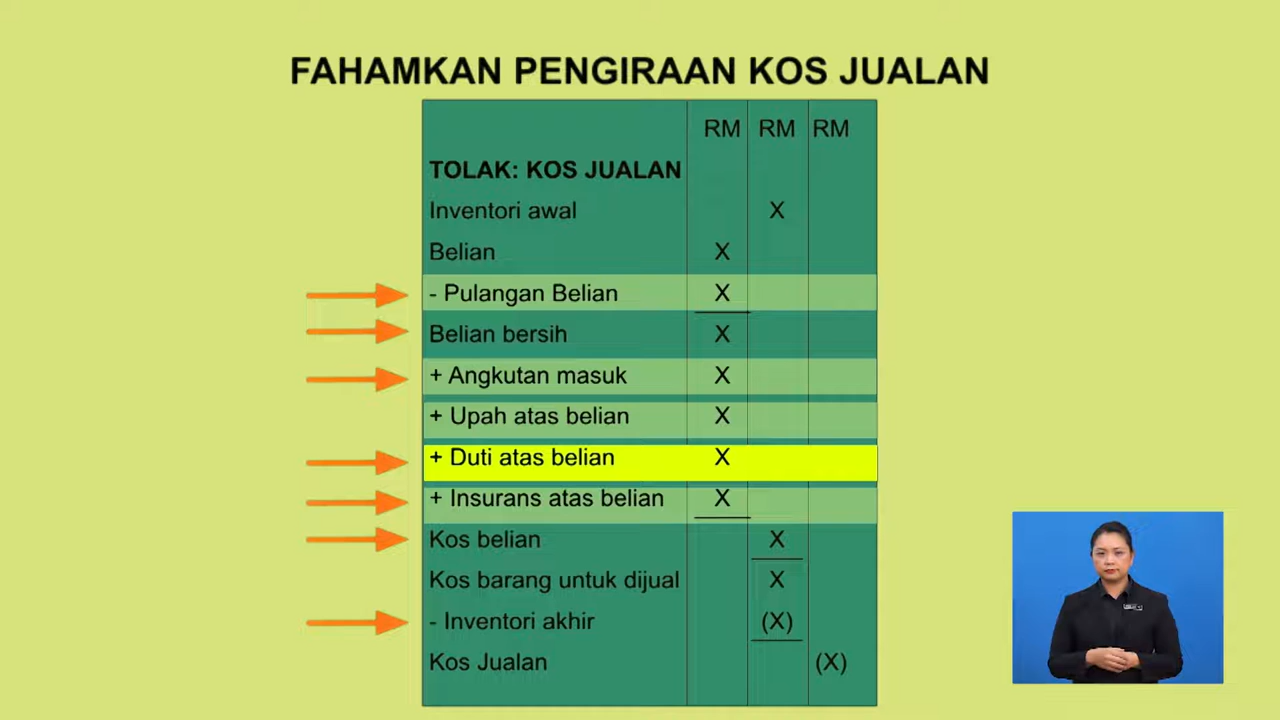 FAHAMKAN PENGIRAAN KOS JUALAN
RM RM RM
TOLAK: KOS JUALAN
Inventori awal X
Belian X
- Pulangan Belian X
Belian bersih X
+ Angkutan masuk X
+ Upah atas belian X
+ Duti atas belian X
+ Insurans atas belian X
Kos belian X
Kos barang untuk dijual X
- Inventori akhir (X)
Kos Jualan (X)